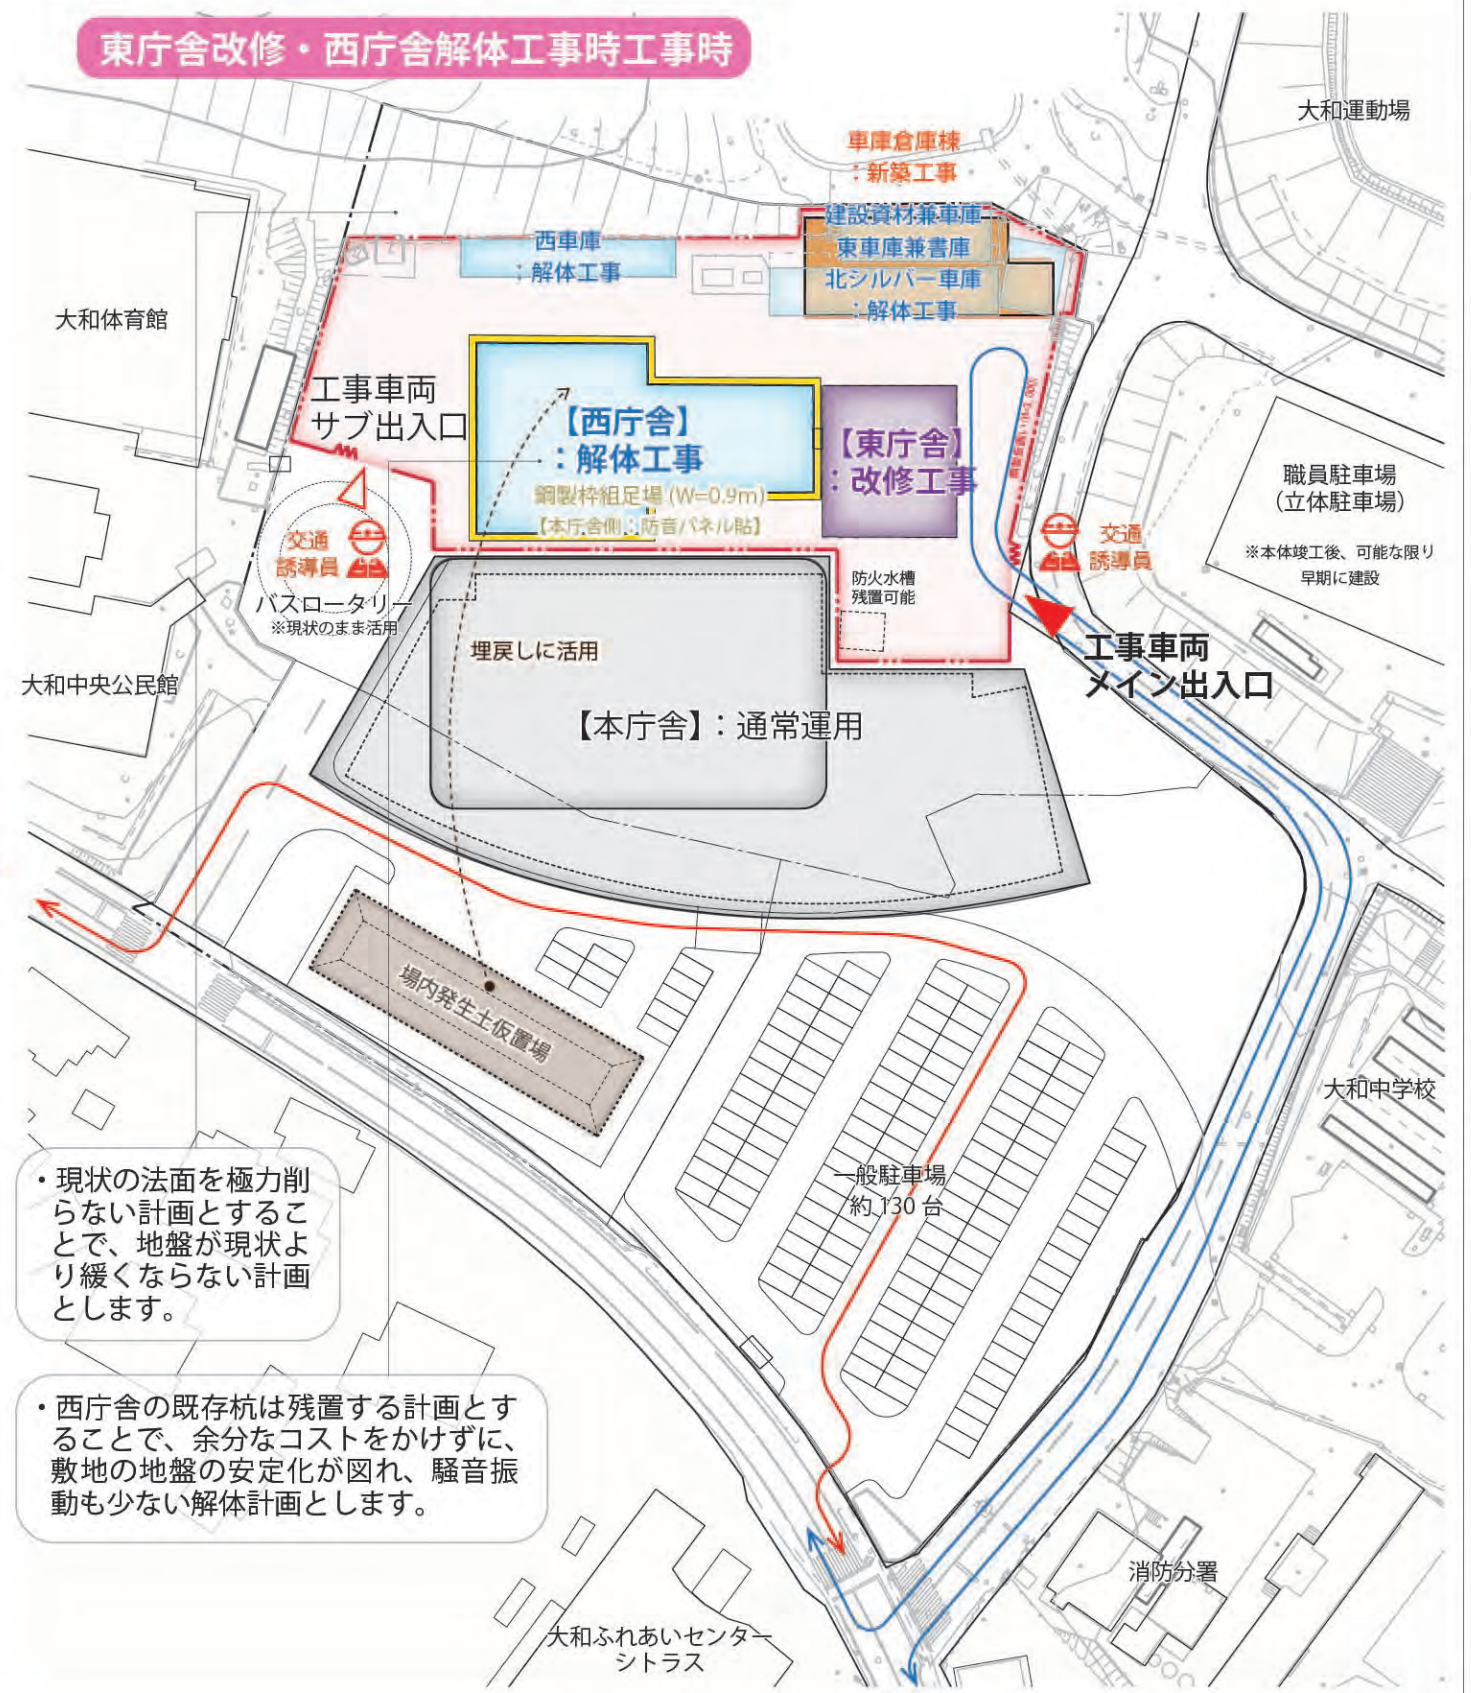 東庁舎改修・西庁舎解体工事時工事時
大和運動場
車庫倉庫棟
：新築工事
建設資材兼車庫
東車庫兼書庫
北シルバー車庫
：解体工事
西車庫
：解体工事
大和体育館
工事車両
サブ出入口
【西庁舎】
：解体工事
鋼製枠組足場 (W=0.9m)
【本庁舎側：防音パネル貼】
【東庁舎】
：改修工事
職員駐車場
（立体駐車場）
※本体竣工後、可能な限り
早期に建設
交通
誘導員
交通
誘導員
バスロータリー
※現状のまま活用
防火水槽
残置可能
埋戻しに活用
工事車両
メイン出入口
大和中央公民館
【本庁舎】：通常運用
場内発生土仮置場
大和中学校
一般駐車場
約 130 台
・現状の法面を極力削
らない計画とするこ
とで、地盤が現状よ
り緩くならない計画
とします。
・西庁舎の既存杭は残置する計画とす
ることで、余分なコストをかけずに、
敷地の地盤の安定化が図れ、騒音振
動も少ない解体計画とします。
消防分署
大和ふれあいセンター
シトラス